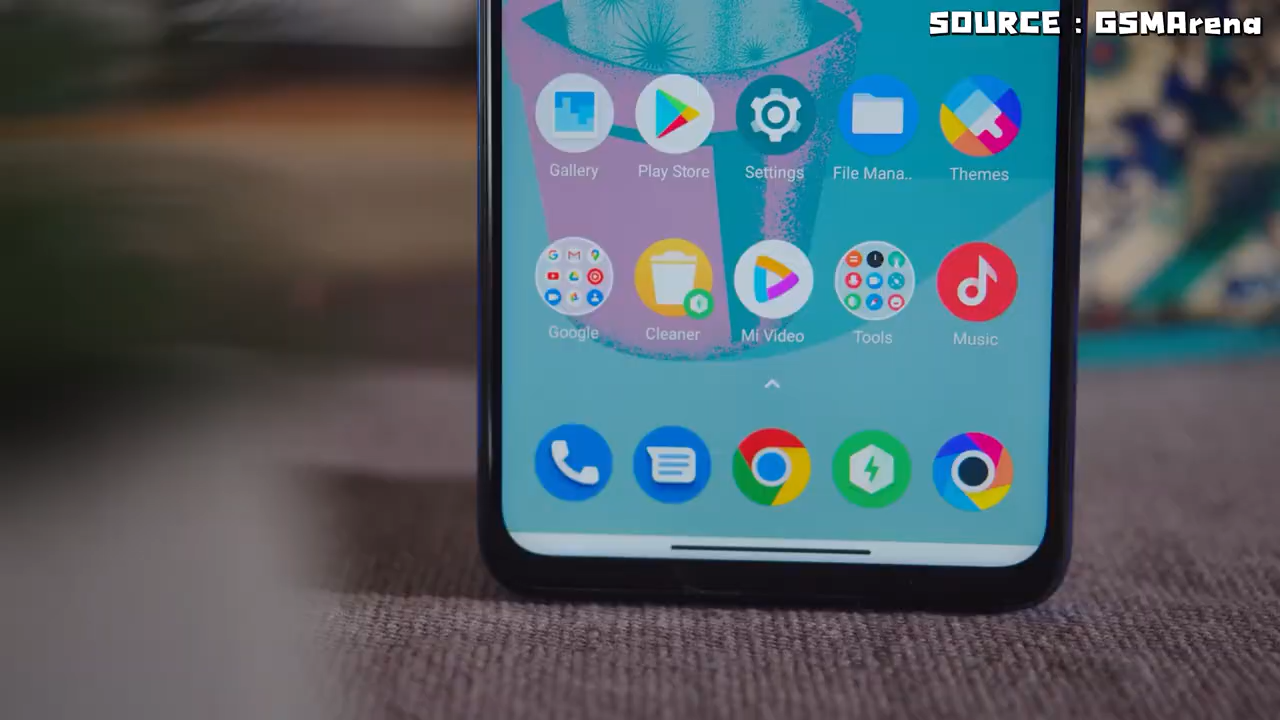 SOURCE : GSMArena
Gallery
Play Store
Settings
File Mana..
Themes
Google
Cleaner
Mi Video
Tools
Music